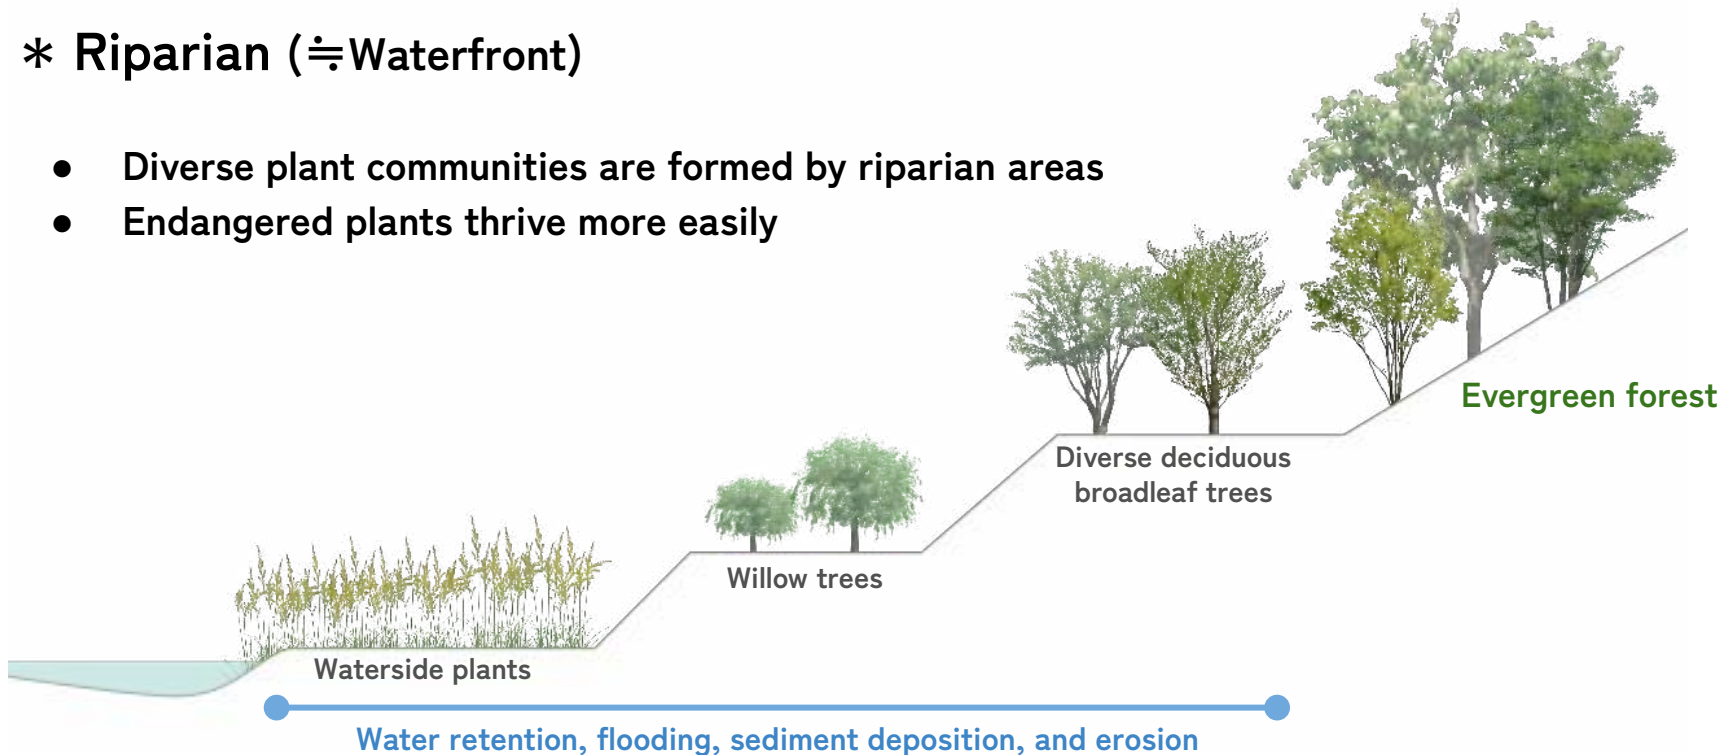 * Riparian (≒Waterfront)
● Diverse plant communities are formed by riparian areas
● Endangered plants thrive more easily
Evergreen forest
Diverse deciduous
broadleaf trees
Willow trees
Waterside plants
Water retention, flooding, sediment deposition, and erosion